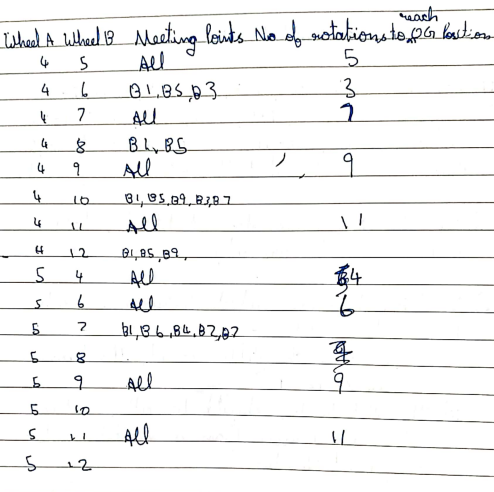 reach
Wheel A Wheel B Meeting Points No of rotations to OG Position
4 5 All 5
4 6 B1, B5, B3 3
4 7 All 7
4 8 B1, B5
4 9 All 9
4 10 B1, B5, B9, B3, B7
4 11 All 11
4 12 B1, B5, B9,
5 4 All 4
5 6 All 6
5 7 B1, B6, B4, B2, B7
5 8
5 9 All 9
5 10
5 11 All 11
5 12